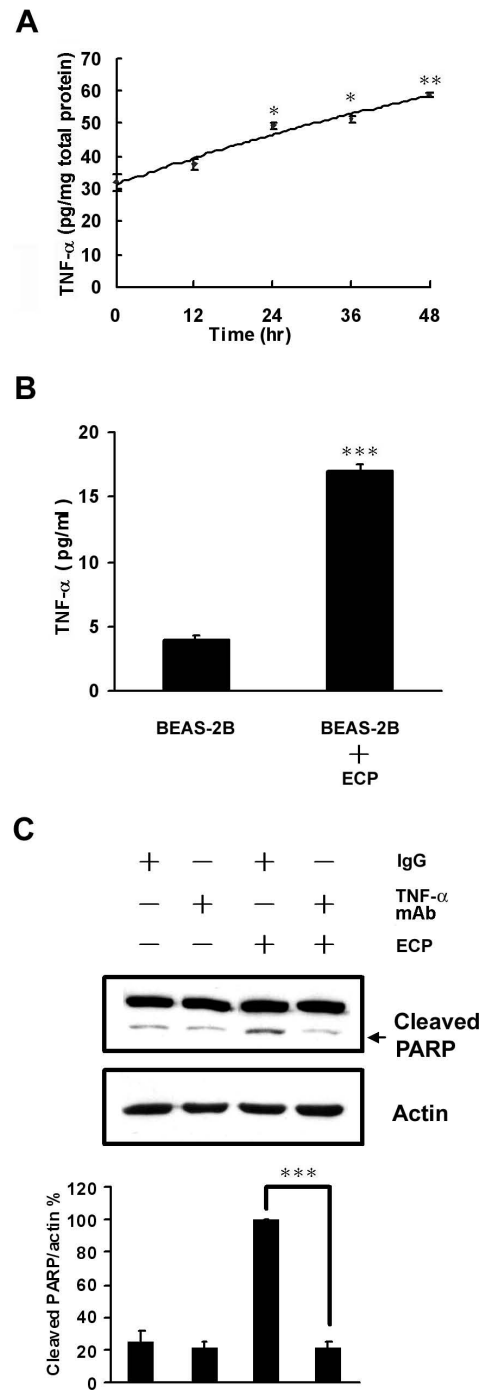 A
TNF-α (pg/mg total protein)
70
60
50
40
30
20
10
0
* * **
0 12 24 36 48
Time (hr)
B
TNF-α ( pg/ml )
20
15
10
5
0
***
BEAS-2B BEAS-2B
+
ECP
C
+ — + — IgG
— + — + TNF-α
mAb
— — + + ECP
Cleaved
PARP
Actin
Cleaved PARP/actin %
120
100
80
60
40
20
0
***